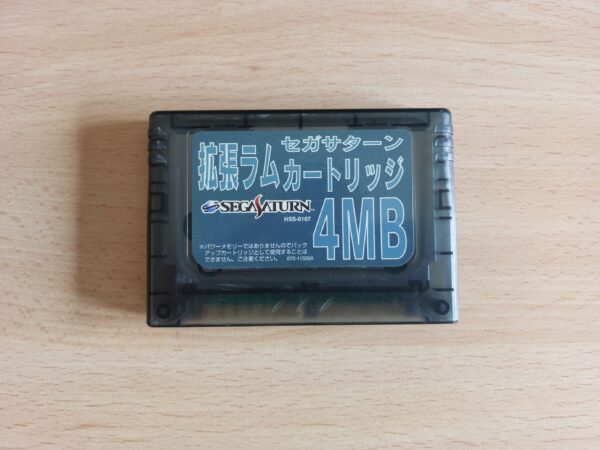 セガサターン
拡張ラムカートリッジ
SEGA SATURN
HSS-0167
4MB
※パワーメモリーではありませんのでバック
アップカートリッジとして使用することは
できません。ご注意ください。 670-11509A